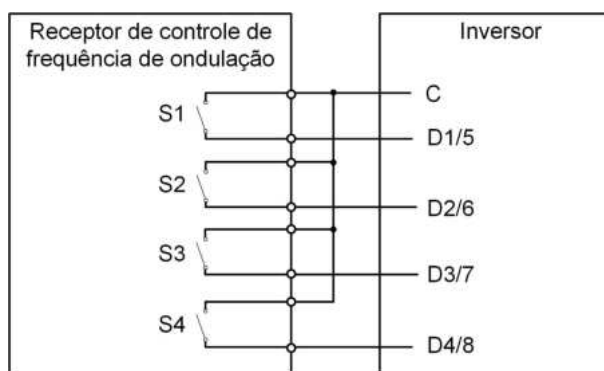 Receptor de controle de
frequência de ondulação
Inversor
S1
C
D1/5
S2
D2/6
S3
D3/7
S4
D4/8